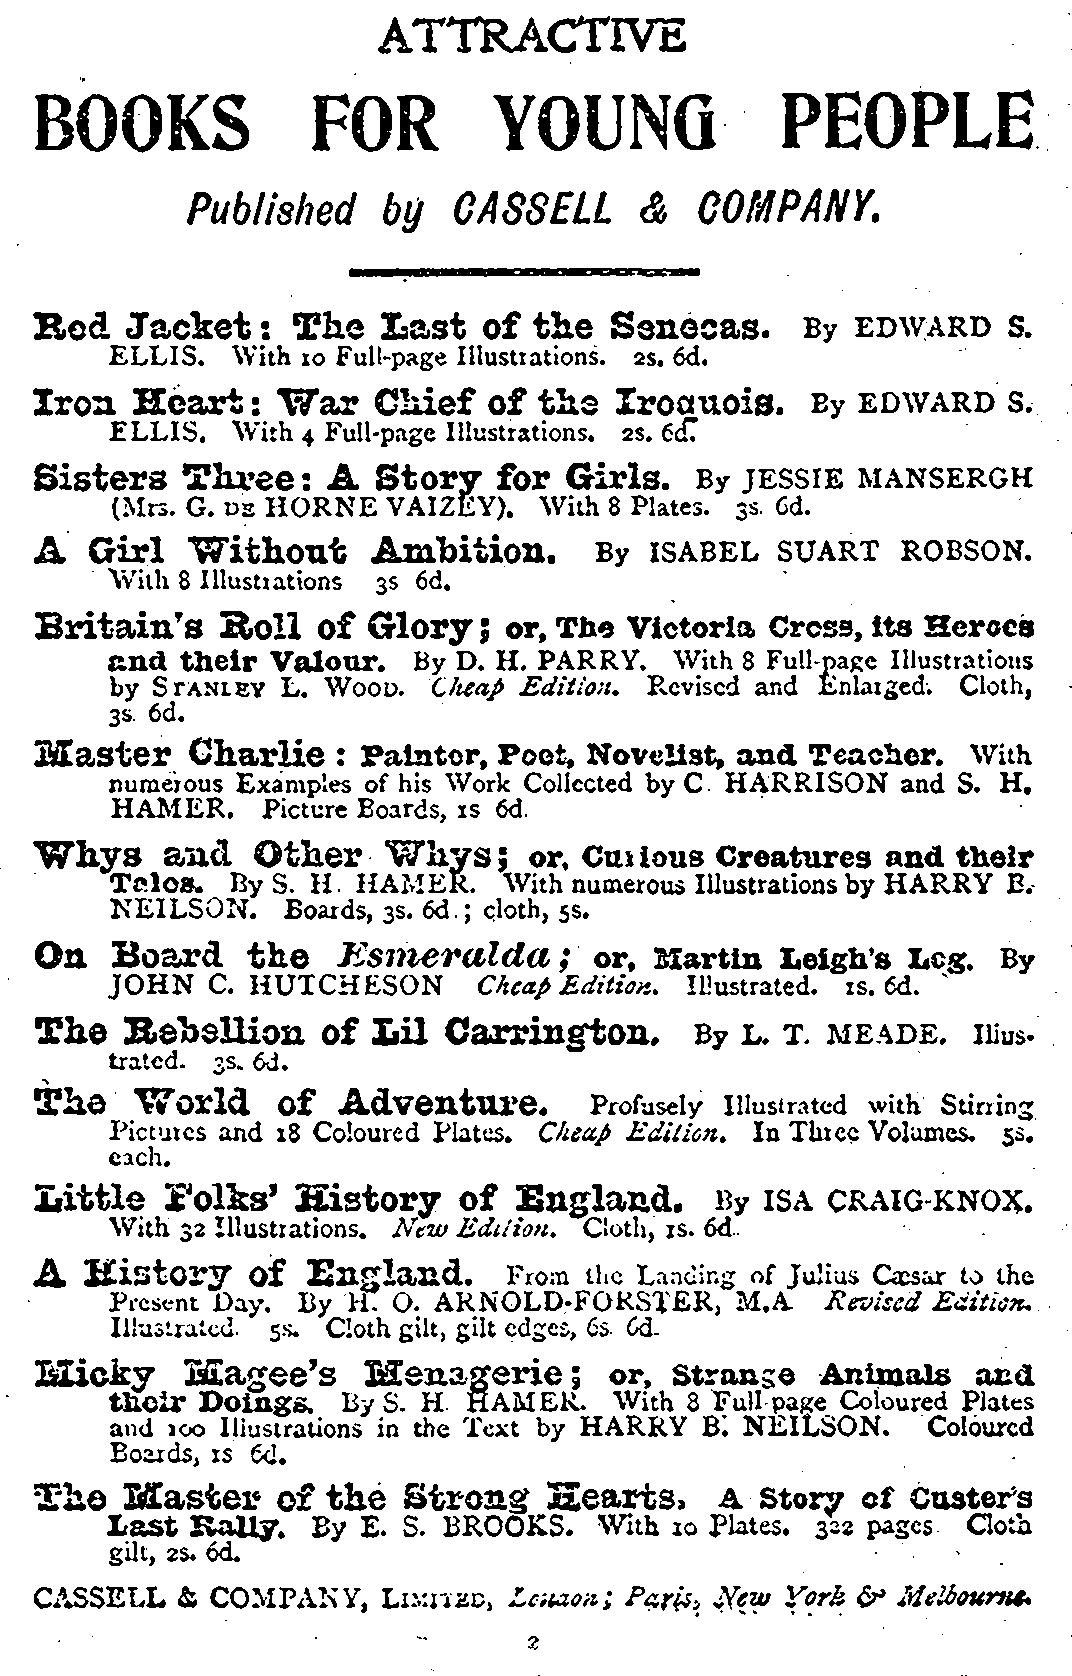 ATTRACTIVE
BOOKS FOR YOUNG PEOPLE
Published by CASSELL & COMPANY.
Red Jacket: The Last of the Senecas. By EDWARD S.
ELLIS. With 10 Full-page Illustrations. 2s. 6d.
Iron Heart: War Chief of the Iroquois. By EDWARD S.
ELLIS. With 4 Full-page Illustrations. 2s. 6d.
Sisters Three: A Story for Girls. By JESSIE MANSERGH
(Mrs. G. DE HORNE VAIZEY). With 8 Plates. 3s. 6d.
A Girl Without Ambition. By ISABEL SUART ROBSON.
With 8 Illustrations 3s 6d.
Britain's Roll of Glory; or, The Victoria Cross, its Heroes
and their Valour. By D. H. PARRY. With 8 Full-page Illustrations
by STANLEY L. WOOD. Cheap Edition. Revised and Enlarged. Cloth,
3s. 6d.
Master Charlie: Painter, Poet, Novelist, and Teacher. With
numerous Examples of his Work Collected by C. HARRISON and S. H.
HAMER. Picture Boards, 1s 6d.
Whys and Other Whys; or, Curious Creatures and their
Tales. By S. H. HAMER. With numerous Illustrations by HARRY B.
NEILSON. Boards, 3s. 6d.; cloth, 5s.
On Board the Esmeralda; or, Martin Leigh's Log. By
JOHN C. HUTCHESON Cheap Edition. Illustrated. 1s. 6d.
The Rebellion of Lil Carrington. By L. T. MEADE. Illus-
trated. 3s. 6d.
The World of Adventure. Profusely Illustrated with Stirring
Pictures and 18 Coloured Plates. Cheap Edition. In Three Volumes. 5s.
each.
Little Folks' History of England. By ISA CRAIG-KNOX.
With 32 Illustrations. New Edition. Cloth, 1s. 6d.
A History of England. From the Landing of Julius Cæsar to the
Present Day. By H. O. ARNOLD-FORSTER, M.A Revised Edition.
Illustrated. 5s. Cloth gilt, gilt edges, 6s. 6d.
Micky Magee's Menagerie; or, Strange Animals and
their Doings. By S. H. HAMER. With 8 Full-page Coloured Plates
and 100 Illustrations in the Text by HARRY B. NEILSON. Coloured
Boards, 1s 6d.
The Master of the Strong Hearts. A Story of Custer's
Last Rally. By E. S. BROOKS. With 10 Plates. 322 pages. Cloth
gilt, 2s. 6d.
CASSELL & COMPANY, LIMITED, London; Paris, New York & Melbourne.
2